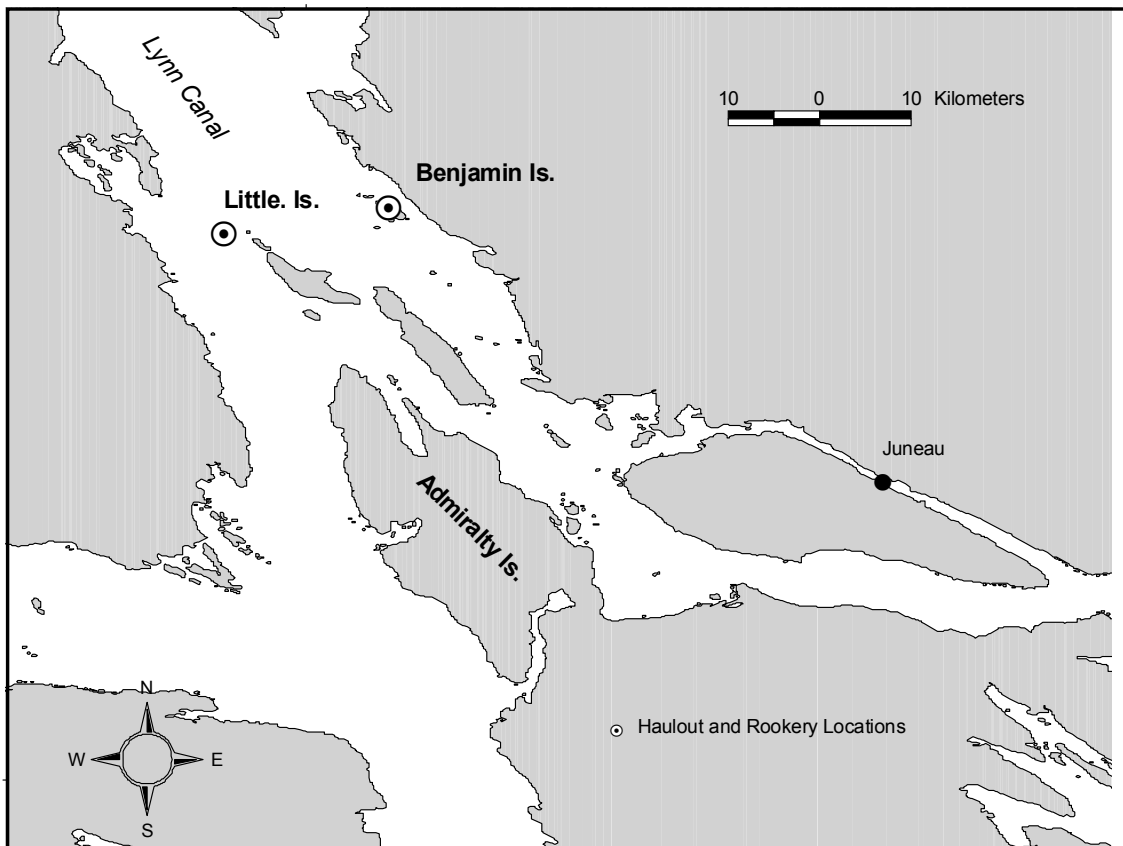 Lynn Canal
10 0 10 Kilometers
Benjamin Is.
Little. Is.
Juneau
Admiralty Is.
N
W E
S
Haulout and Rookery Locations